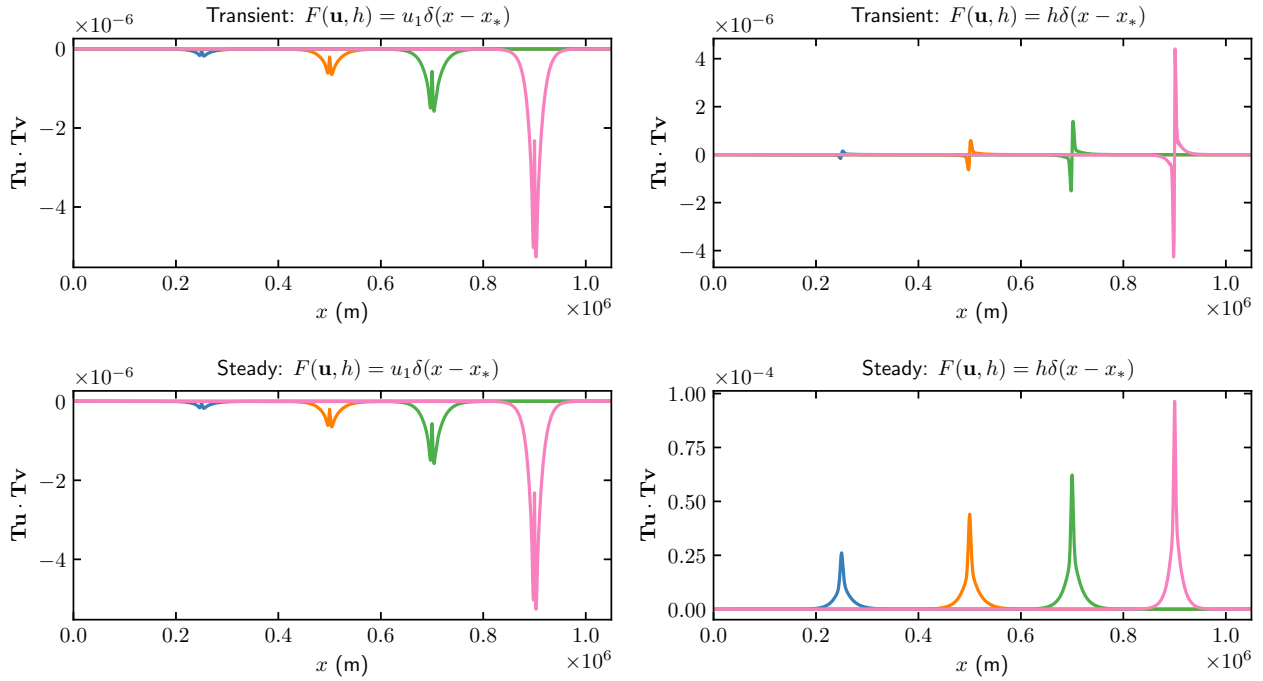 Transient: F(u, h) = u₁δ(x − x∗)
×10⁻⁶
0
−2
−4
Tu · Tv
0.0 0.2 0.4 0.6 0.8 1.0
×10⁶
x (m)
Transient: F(u, h) = hδ(x − x∗)
×10⁻⁶
4
2
0
−2
−4
Tu · Tv
0.0 0.2 0.4 0.6 0.8 1.0
×10⁶
x (m)
Steady: F(u, h) = u₁δ(x − x∗)
×10⁻⁶
0
−2
−4
Tu · Tv
0.0 0.2 0.4 0.6 0.8 1.0
×10⁶
x (m)
Steady: F(u, h) = hδ(x − x∗)
×10⁻⁴
1.00
0.75
0.50
0.25
0.00
Tu · Tv
0.0 0.2 0.4 0.6 0.8 1.0
×10⁶
x (m)